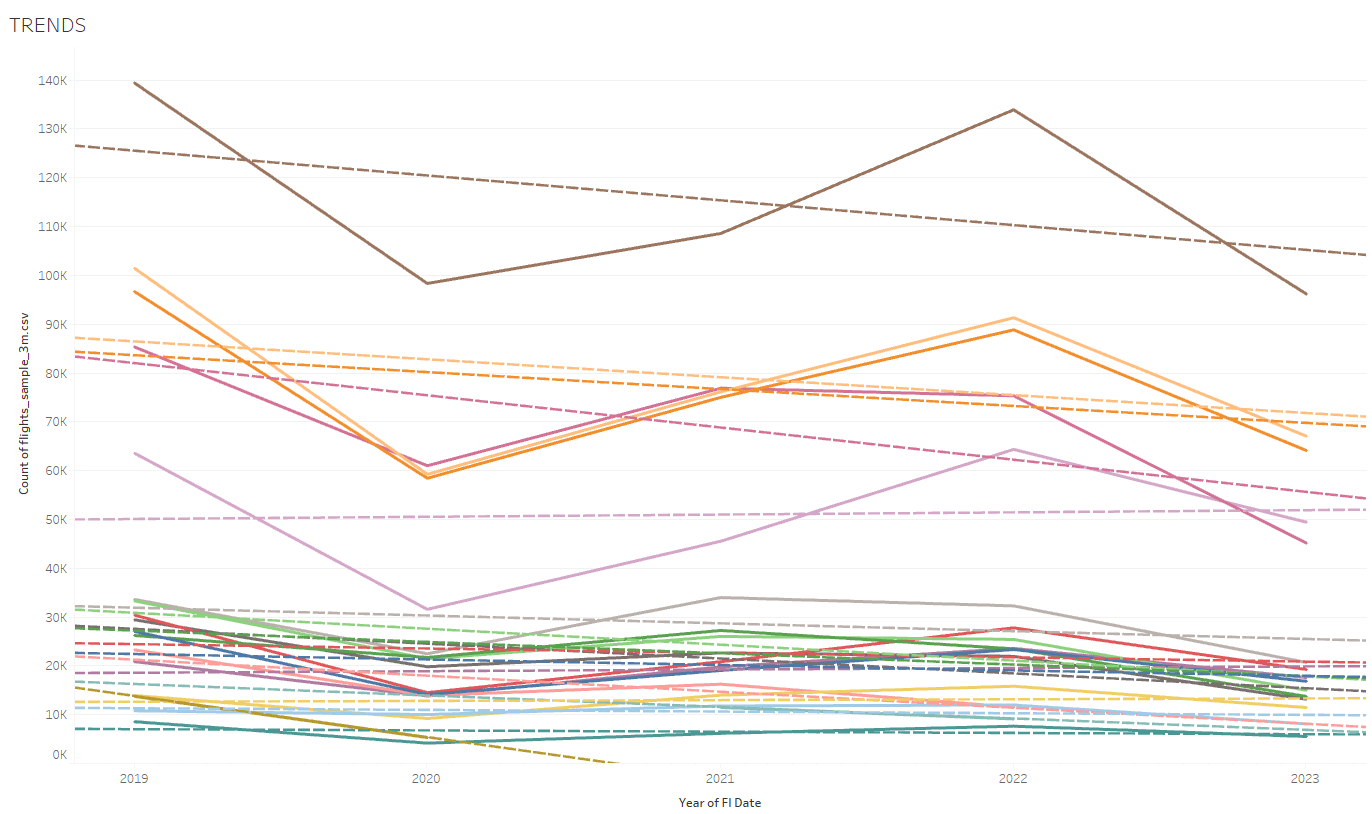 TRENDS
140K
130K
120K
110K
100K
90K
80K
70K
60K
50K
40K
30K
20K
10K
0K
Count of flights_sample_3m.csv
2019 2020 2021 2022 2023
Year of Fl Date